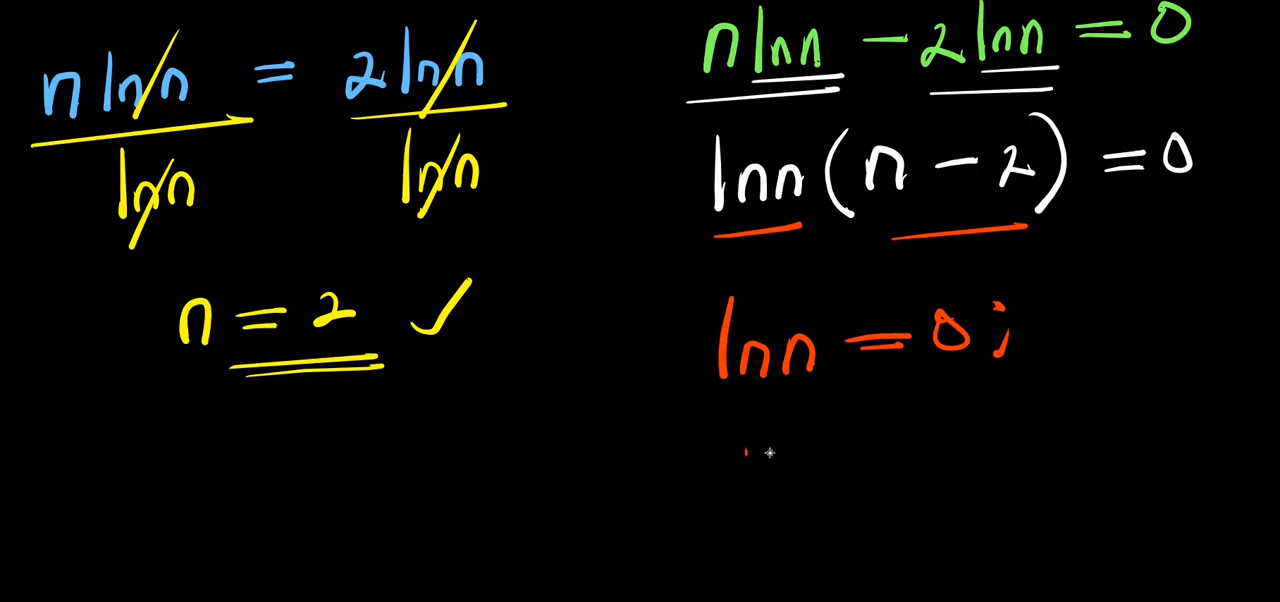 n ln n = 2 ln n
ln n ln n
n = 2 ✓
n ln n - 2 ln n = 0
ln n (n - 2) = 0
ln n = 0;